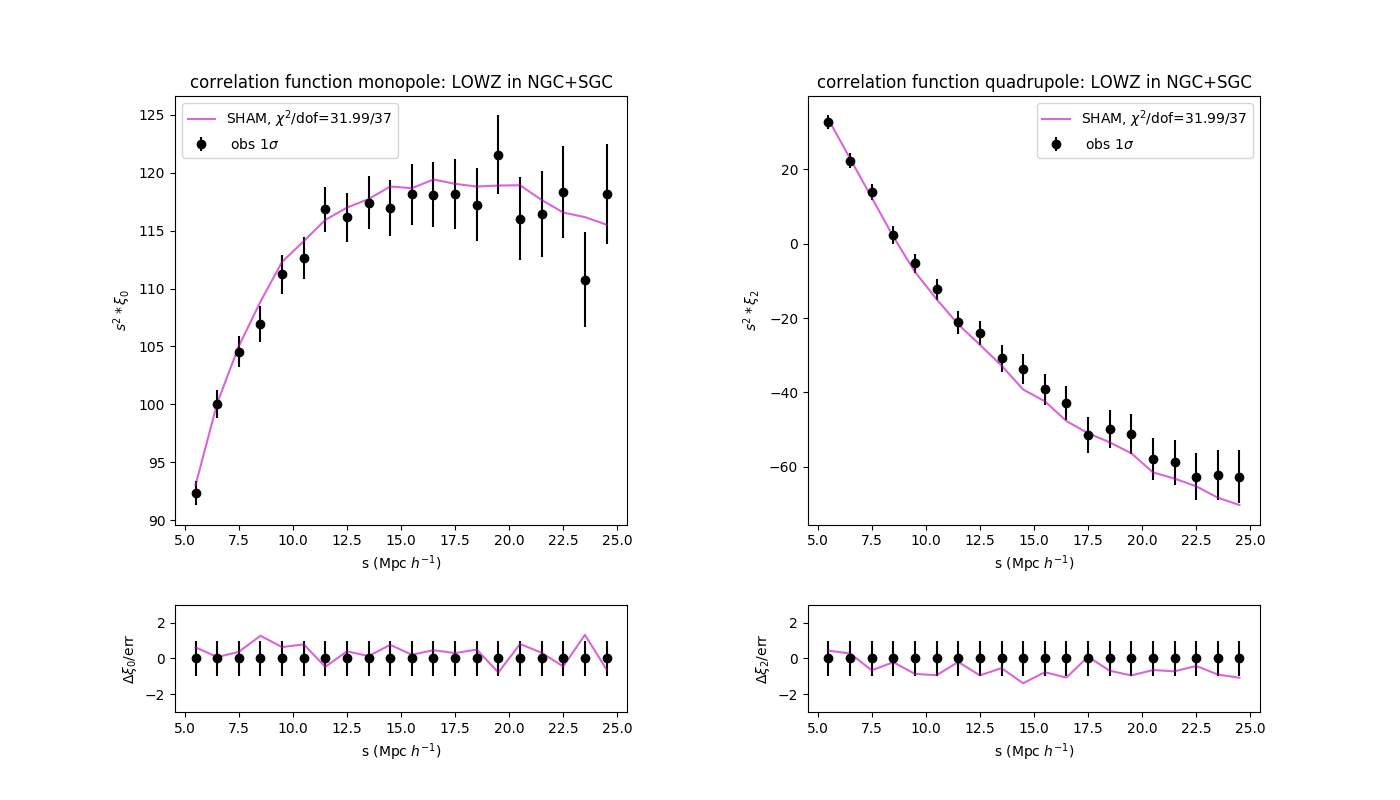 correlation function monopole: LOWZ in NGC+SGC
SHAM, χ²/dof=31.99/37
obs 1σ
125
120
115
110
105
100
95
90
s² * ξ₀
5.0 7.5 10.0 12.5 15.0 17.5 20.0 22.5 25.0
s (Mpc h⁻¹)
2
0
−2
Δξ₀/err
5.0 7.5 10.0 12.5 15.0 17.5 20.0 22.5 25.0
s (Mpc h⁻¹)
correlation function quadrupole: LOWZ in NGC+SGC
SHAM, χ²/dof=31.99/37
obs 1σ
20
0
−20
−40
−60
s² * ξ₂
5.0 7.5 10.0 12.5 15.0 17.5 20.0 22.5 25.0
s (Mpc h⁻¹)
2
0
−2
Δξ₂/err
5.0 7.5 10.0 12.5 15.0 17.5 20.0 22.5 25.0
s (Mpc h⁻¹)